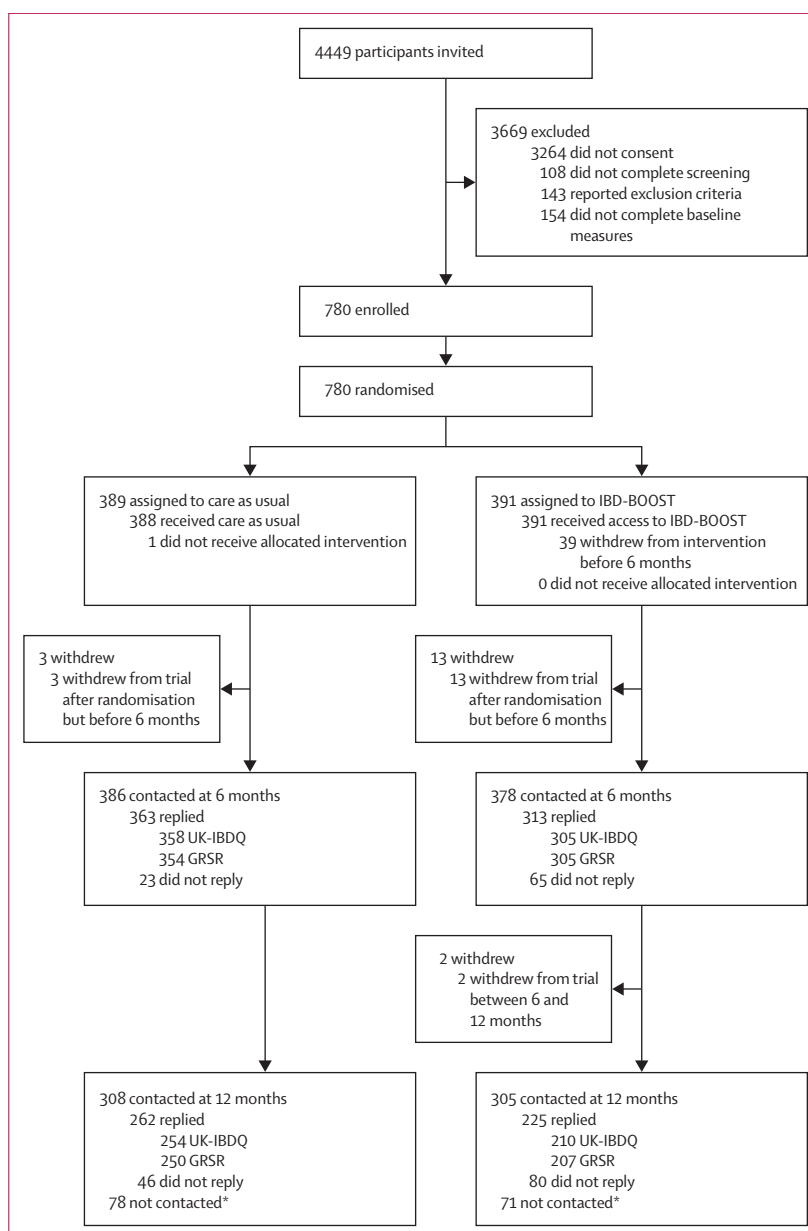 4449 participants invited
3669 excluded
3264 did not consent
108 did not complete screening
143 reported exclusion criteria
154 did not complete baseline
measures
780 enrolled
780 randomised
389 assigned to care as usual
388 received care as usual
1 did not receive allocated intervention
391 assigned to IBD-BOOST
391 received access to IBD-BOOST
39 withdrew from intervention
before 6 months
0 did not receive allocated intervention
3 withdrew
3 withdrew from trial
after randomisation
but before 6 months
13 withdrew
13 withdrew from trial
after randomisation
but before 6 months
386 contacted at 6 months
363 replied
358 UK-IBDQ
354 GRSR
23 did not reply
378 contacted at 6 months
313 replied
305 UK-IBDQ
305 GRSR
65 did not reply
2 withdrew
2 withdrew from trial
between 6 and
12 months
308 contacted at 12 months
262 replied
254 UK-IBDQ
250 GRSR
46 did not reply
78 not contacted*
305 contacted at 12 months
225 replied
210 UK-IBDQ
207 GRSR
80 did not reply
71 not contacted*